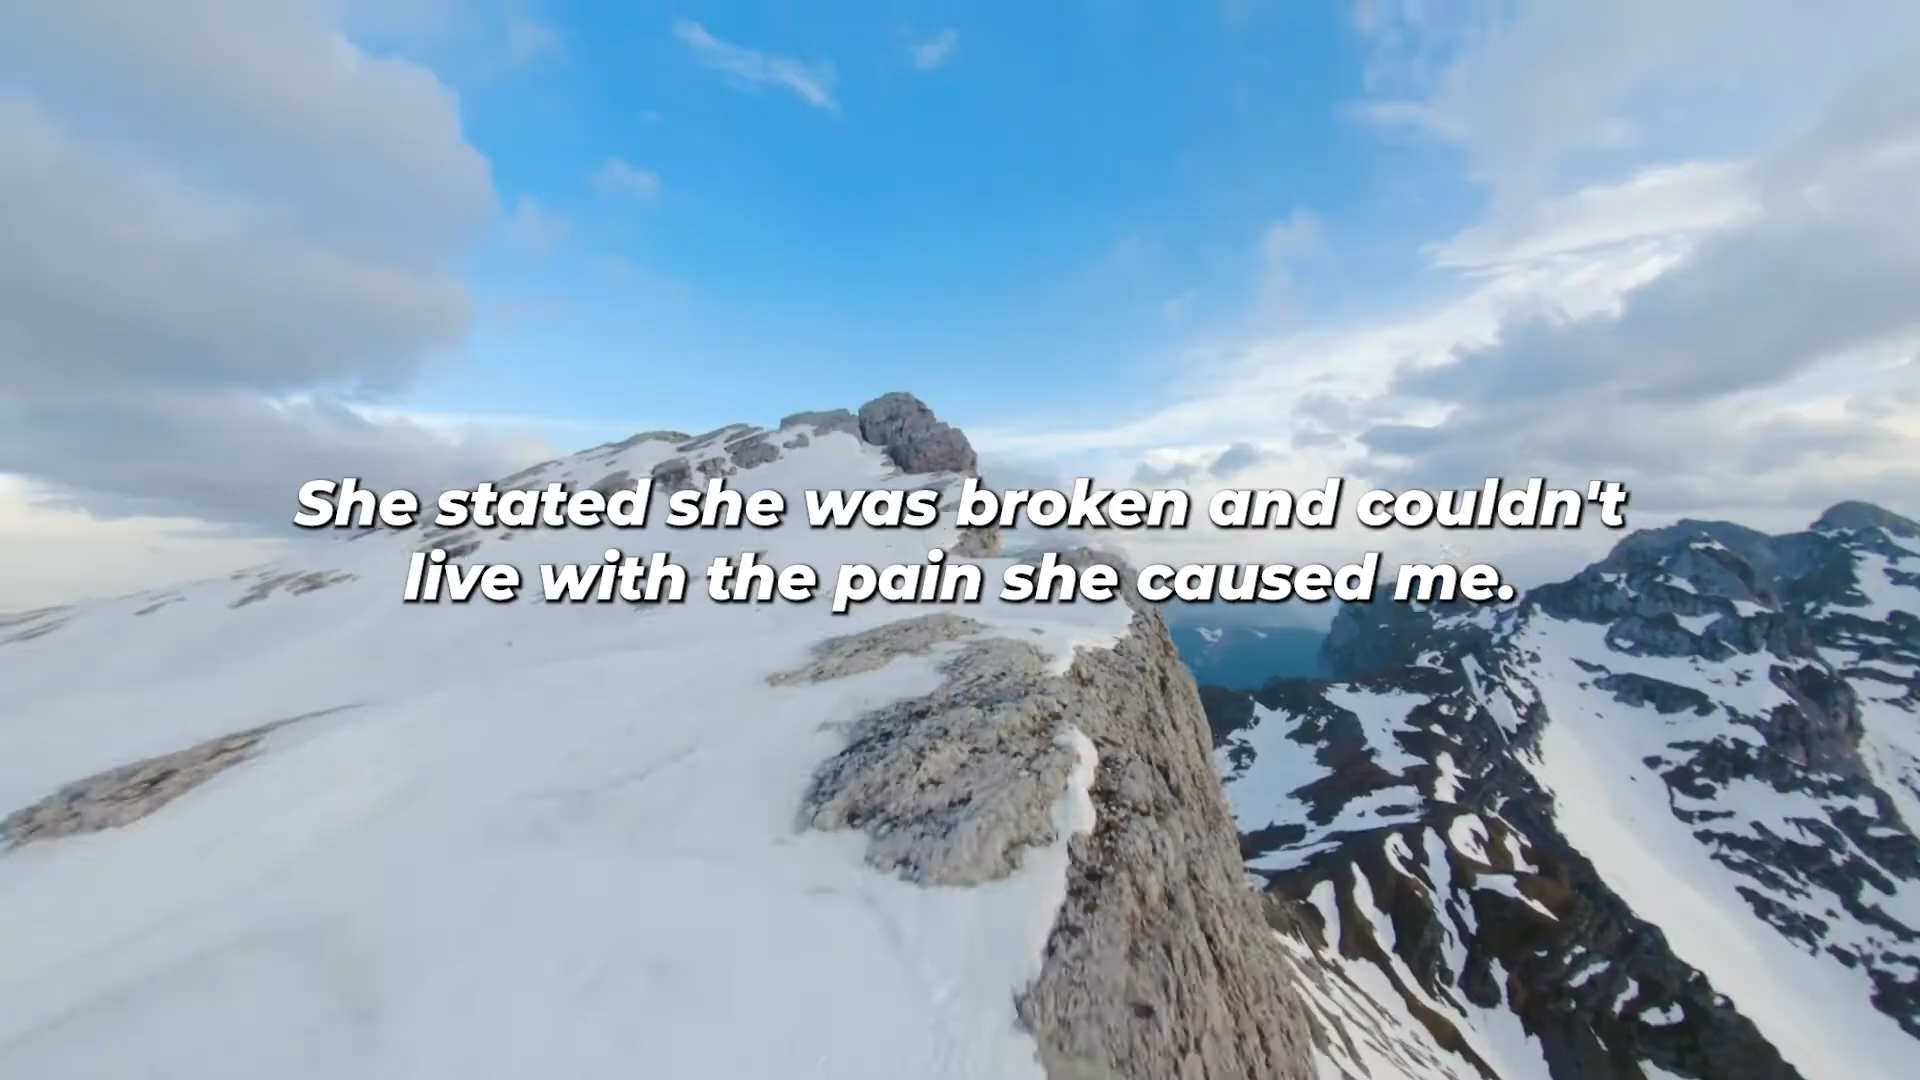 She stated she was broken and couldn't
live with the pain she caused me.